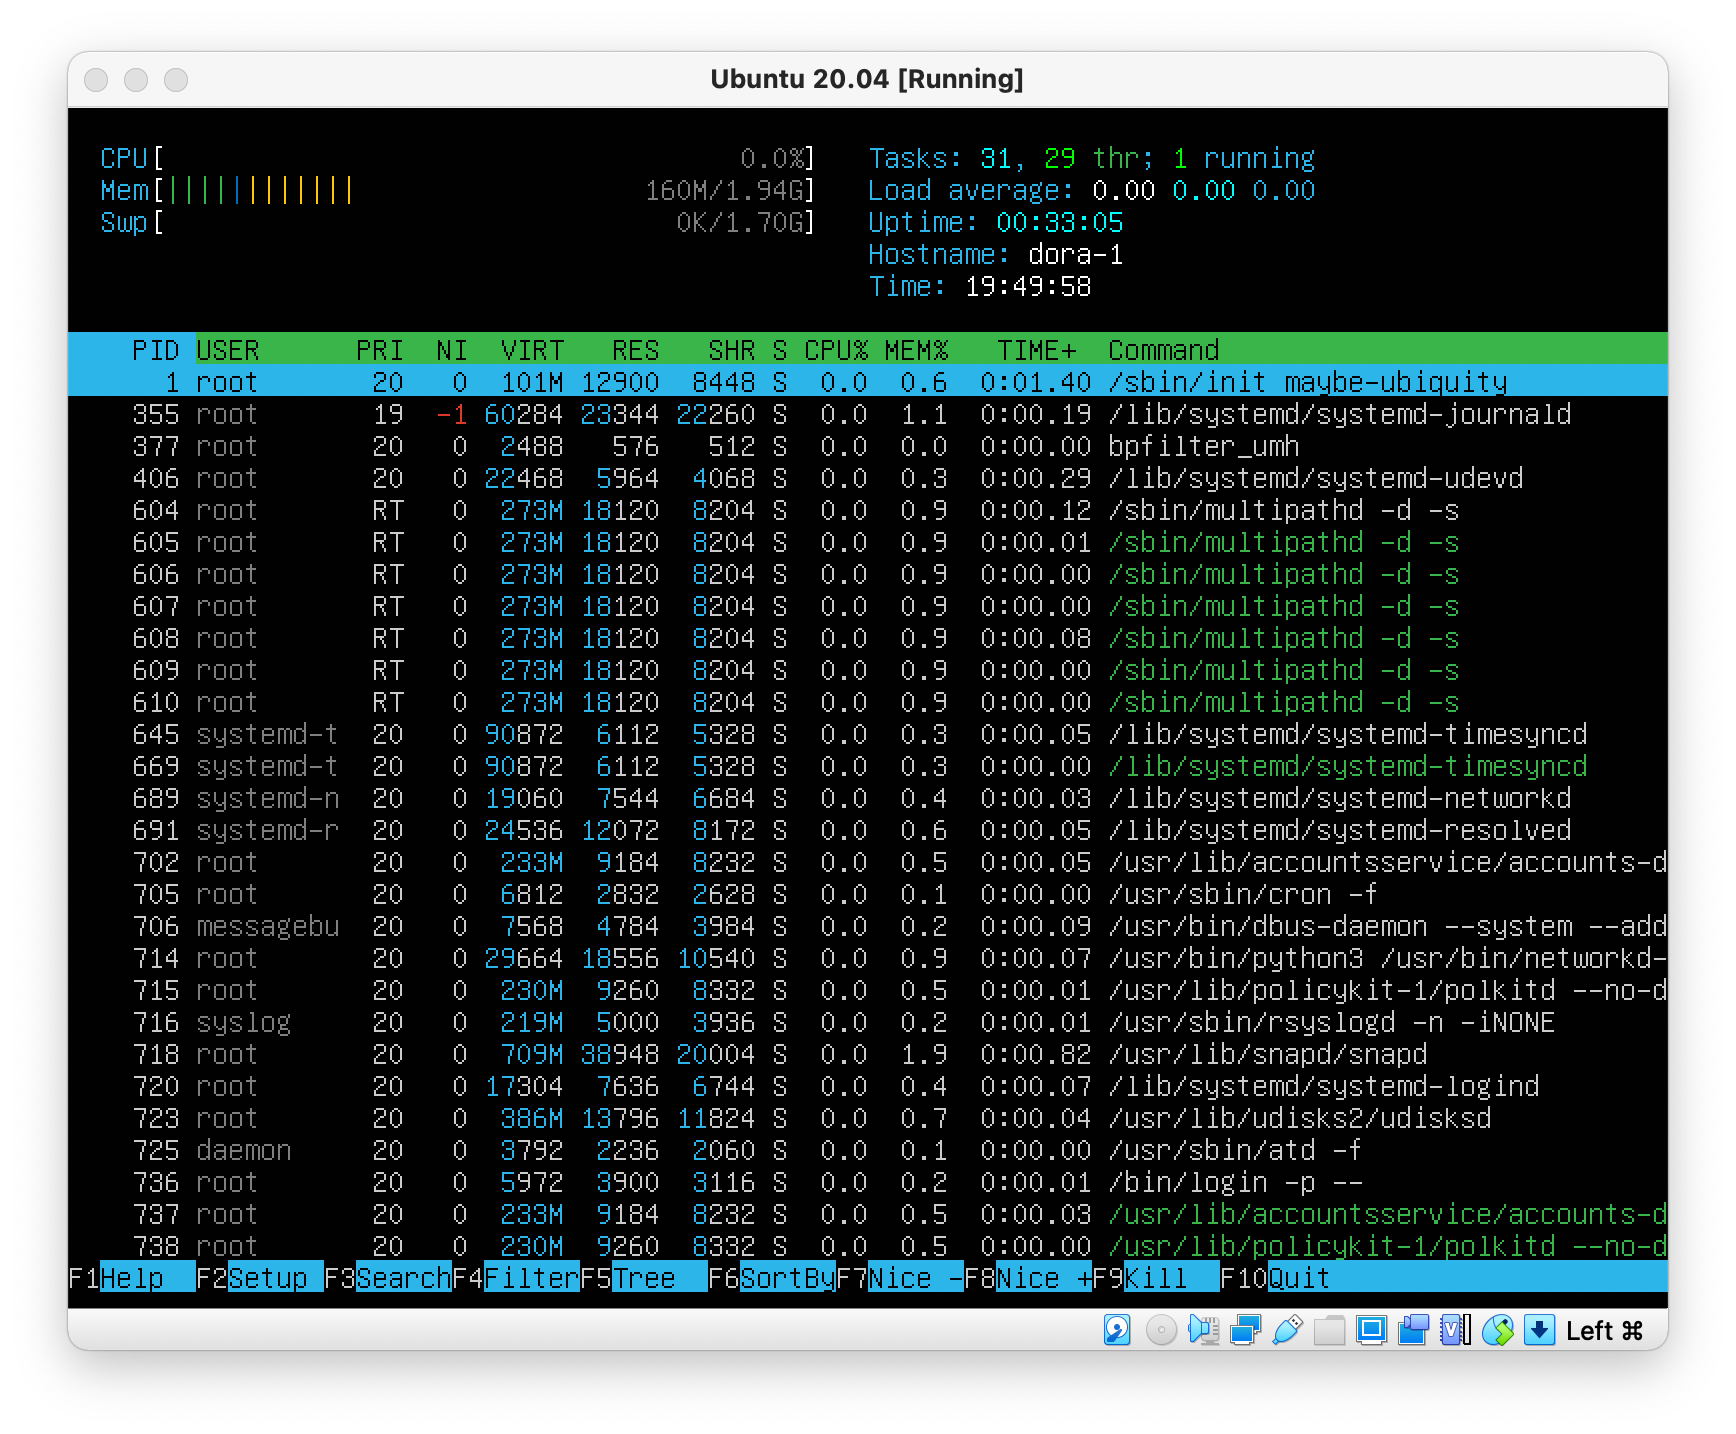 Ubuntu 20.04 [Running]
CPU[ 0.0%] Tasks: 31, 29 thr; 1 running
Mem[||||||||||||| 160M/1.94G] Load average: 0.00 0.00 0.00
Swp[ 0K/1.70G] Uptime: 00:33:05
Hostname: dora-1
Time: 19:49:58
PID USER PRI NI VIRT RES SHR S CPU% MEM% TIME+ Command
1 root 20 0 101M 12900 8448 S 0.0 0.6 0:01.40 /sbin/init maybe-ubiquity
355 root 19 -1 60284 23344 22260 S 0.0 1.1 0:00.19 /lib/systemd/systemd-journald
377 root 20 0 2488 576 512 S 0.0 0.0 0:00.00 bpfilter_umh
406 root 20 0 22468 5964 4068 S 0.0 0.3 0:00.29 /lib/systemd/systemd-udevd
604 root RT 0 273M 18120 8204 S 0.0 0.9 0:00.12 /sbin/multipathd -d -s
605 root RT 0 273M 18120 8204 S 0.0 0.9 0:00.01 /sbin/multipathd -d -s
606 root RT 0 273M 18120 8204 S 0.0 0.9 0:00.00 /sbin/multipathd -d -s
607 root RT 0 273M 18120 8204 S 0.0 0.9 0:00.00 /sbin/multipathd -d -s
608 root RT 0 273M 18120 8204 S 0.0 0.9 0:00.08 /sbin/multipathd -d -s
609 root RT 0 273M 18120 8204 S 0.0 0.9 0:00.00 /sbin/multipathd -d -s
610 root RT 0 273M 18120 8204 S 0.0 0.9 0:00.00 /sbin/multipathd -d -s
645 systemd-t 20 0 90872 6112 5328 S 0.0 0.3 0:00.05 /lib/systemd/systemd-timesyncd
669 systemd-t 20 0 90872 6112 5328 S 0.0 0.3 0:00.00 /lib/systemd/systemd-timesyncd
689 systemd-n 20 0 19060 7544 6684 S 0.0 0.4 0:00.03 /lib/systemd/systemd-networkd
691 systemd-r 20 0 24536 12072 8172 S 0.0 0.6 0:00.05 /lib/systemd/systemd-resolved
702 root 20 0 233M 9184 8232 S 0.0 0.5 0:00.05 /usr/lib/accountsservice/accounts-d
705 root 20 0 6812 2832 2628 S 0.0 0.1 0:00.00 /usr/sbin/cron -f
706 messagebu 20 0 7568 4784 3984 S 0.0 0.2 0:00.09 /usr/bin/dbus-daemon --system --add
714 root 20 0 29664 18556 10540 S 0.0 0.9 0:00.07 /usr/bin/python3 /usr/bin/networkd-
715 root 20 0 230M 9260 8332 S 0.0 0.5 0:00.01 /usr/lib/policykit-1/polkitd --no-d
716 syslog 20 0 219M 5000 3936 S 0.0 0.2 0:00.01 /usr/sbin/rsyslogd -n -iNONE
718 root 20 0 709M 38948 20004 S 0.0 1.9 0:00.82 /usr/lib/snapd/snapd
720 root 20 0 17304 7636 6744 S 0.0 0.4 0:00.07 /lib/systemd/systemd-logind
723 root 20 0 386M 13796 11824 S 0.0 0.7 0:00.04 /usr/lib/udisks2/udisksd
725 daemon 20 0 3792 2236 2060 S 0.0 0.1 0:00.00 /usr/sbin/atd -f
736 root 20 0 5972 3900 3116 S 0.0 0.2 0:00.01 /bin/login -p --
737 root 20 0 233M 9184 8232 S 0.0 0.5 0:00.03 /usr/lib/accountsservice/accounts-d
738 root 20 0 230M 9260 8332 S 0.0 0.5 0:00.00 /usr/lib/policykit-1/polkitd --no-d
F1Help F2Setup F3SearchF4FilterF5Tree F6SortByF7Nice -F8Nice +F9Kill F10Quit
Left ⌘